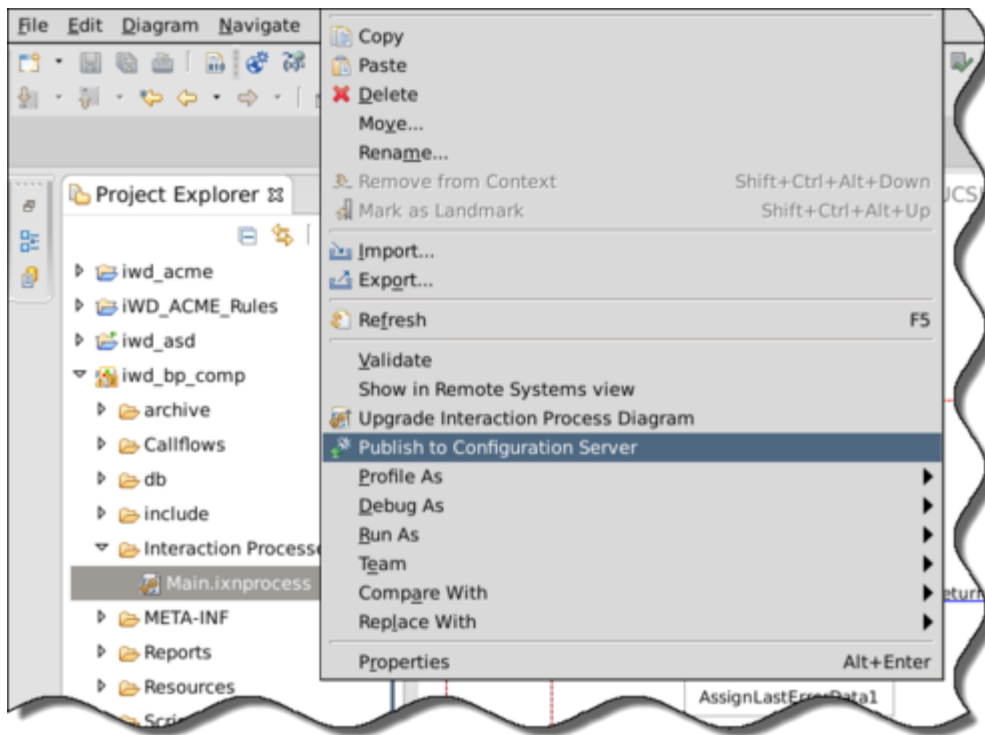 File Edit Diagram Navigate
Copy
Paste
Delete
Move...
Rename...
Remove from Context Shift+Ctrl+Alt+Down
Mark as Landmark Shift+Ctrl+Alt+Up
Import...
Export...
Refresh F5
Validate
Show in Remote Systems view
Upgrade Interaction Process Diagram
Publish to Configuration Server
Profile As
Debug As
Run As
Team
Compare With
Replace With
Properties Alt+Enter
Project Explorer
iwd_acme
iWD_ACME_Rules
iwd_asd
iwd_bp_comp
archive
Callflows
db
include
Interaction Processe
Main.ixnprocess
META-INF
Reports
Resources
AssignLastErrorData1